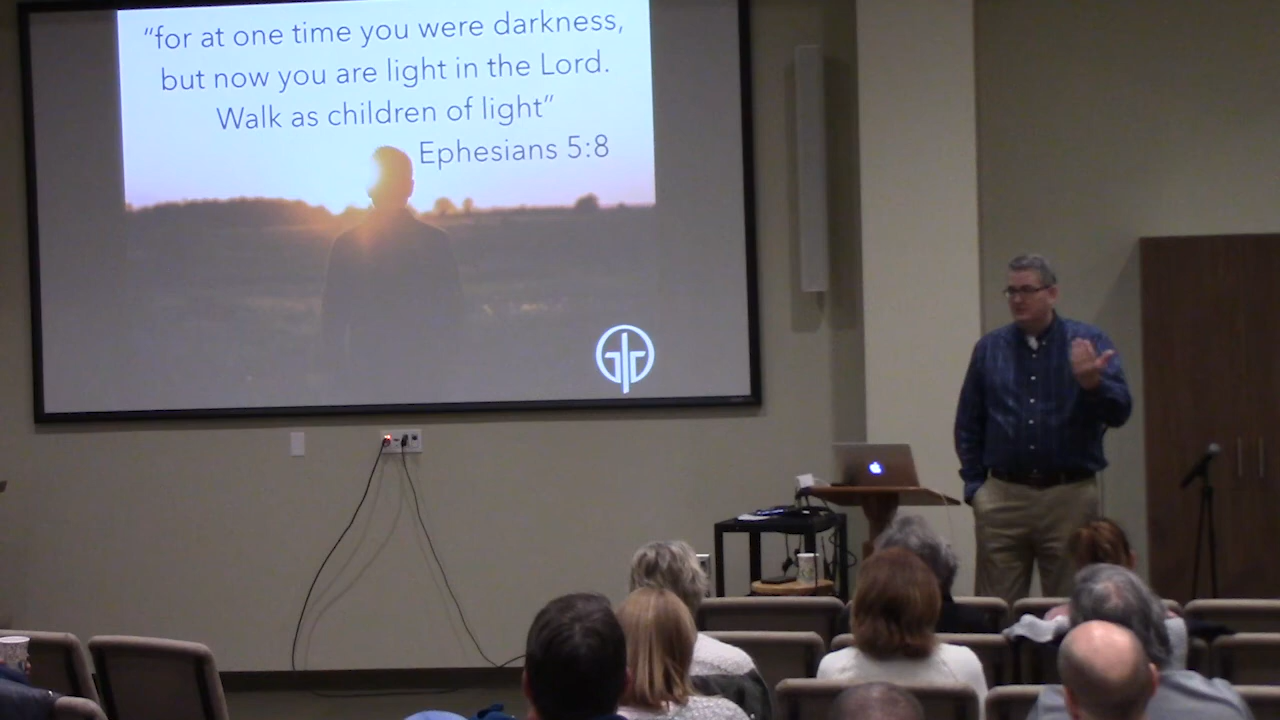 “for at one time you were darkness,
but now you are light in the Lord.
Walk as children of light”
Ephesians 5:8